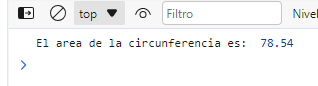 top Filtro Nivel
El area de la circunferencia es: 78.54